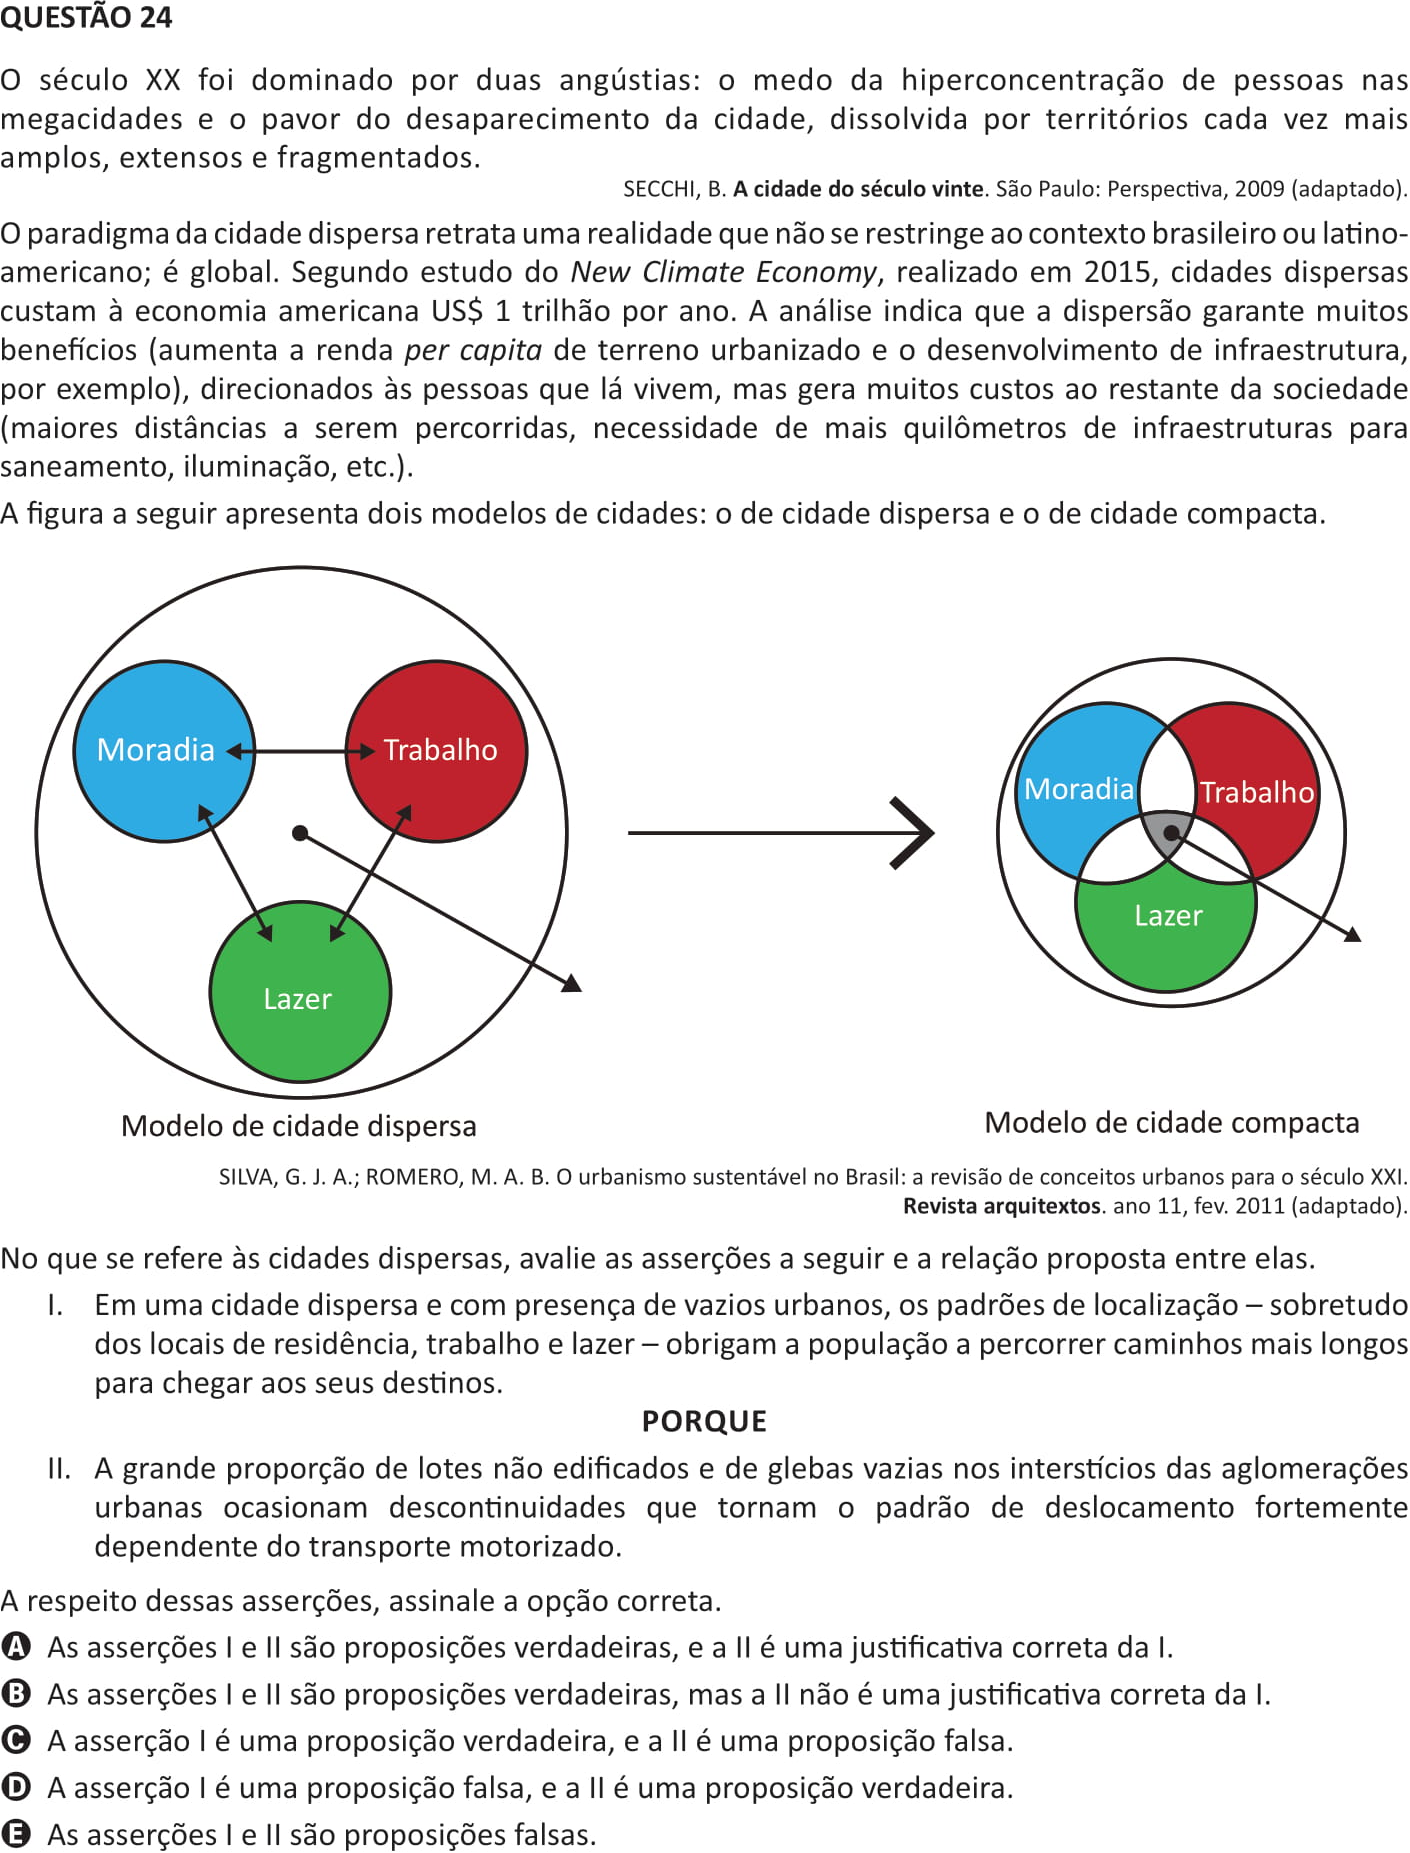 QUESTÃO 24
O século XX foi dominado por duas angústias: o medo da hiperconcentração de pessoas nas
megacidades e o pavor do desaparecimento da cidade, dissolvida por territórios cada vez mais
amplos, extensos e fragmentados.
SECCHI, B. A cidade do século vinte. São Paulo: Perspectiva, 2009 (adaptado).
O paradigma da cidade dispersa retrata uma realidade que não se restringe ao contexto brasileiro ou latino-
americano; é global. Segundo estudo do New Climate Economy, realizado em 2015, cidades dispersas
custam à economia americana US$ 1 trilhão por ano. A análise indica que a dispersão garante muitos
benefícios (aumenta a renda per capita de terreno urbanizado e o desenvolvimento de infraestrutura,
por exemplo), direcionados às pessoas que lá vivem, mas gera muitos custos ao restante da sociedade
(maiores distâncias a serem percorridas, necessidade de mais quilômetros de infraestruturas para
saneamento, iluminação, etc.).
A figura a seguir apresenta dois modelos de cidades: o de cidade dispersa e o de cidade compacta.
Moradia
Trabalho
Lazer
Modelo de cidade dispersa
Moradia
Trabalho
Lazer
Modelo de cidade compacta
SILVA, G. J. A.; ROMERO, M. A. B. O urbanismo sustentável no Brasil: a revisão de conceitos urbanos para o século XXI.
Revista arquitextos. ano 11, fev. 2011 (adaptado).
No que se refere às cidades dispersas, avalie as asserções a seguir e a relação proposta entre elas.
I. Em uma cidade dispersa e com presença de vazios urbanos, os padrões de localização – sobretudo
dos locais de residência, trabalho e lazer – obrigam a população a percorrer caminhos mais longos
para chegar aos seus destinos.
PORQUE
II. A grande proporção de lotes não edificados e de glebas vazias nos interstícios das aglomerações
urbanas ocasionam descontinuidades que tornam o padrão de deslocamento fortemente
dependente do transporte motorizado.
A respeito dessas asserções, assinale a opção correta.
A As asserções I e II são proposições verdadeiras, e a II é uma justificativa correta da I.
B As asserções I e II são proposições verdadeiras, mas a II não é uma justificativa correta da I.
C A asserção I é uma proposição verdadeira, e a II é uma proposição falsa.
D A asserção I é uma proposição falsa, e a II é uma proposição verdadeira.
E As asserções I e II são proposições falsas.